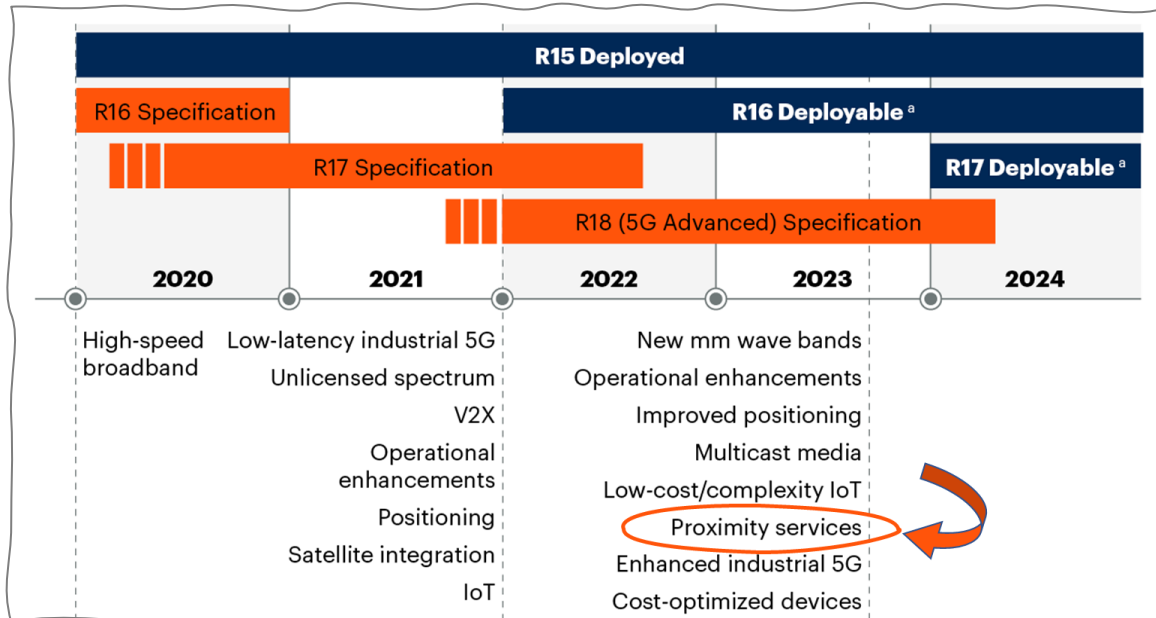 R15 Deployed
R16 Specification
R16 Deployable a
R17 Specification
R17 Deployable a
R18 (5G Advanced) Specification
2020
2021
2022
2023
2024
High-speed
broadband
Low-latency industrial 5G
Unlicensed spectrum
V2X
Operational
enhancements
Positioning
Satellite integration
IoT
New mm wave bands
Operational enhancements
Improved positioning
Multicast media
Low-cost/complexity IoT
Proximity services
Enhanced industrial 5G
Cost-optimized devices